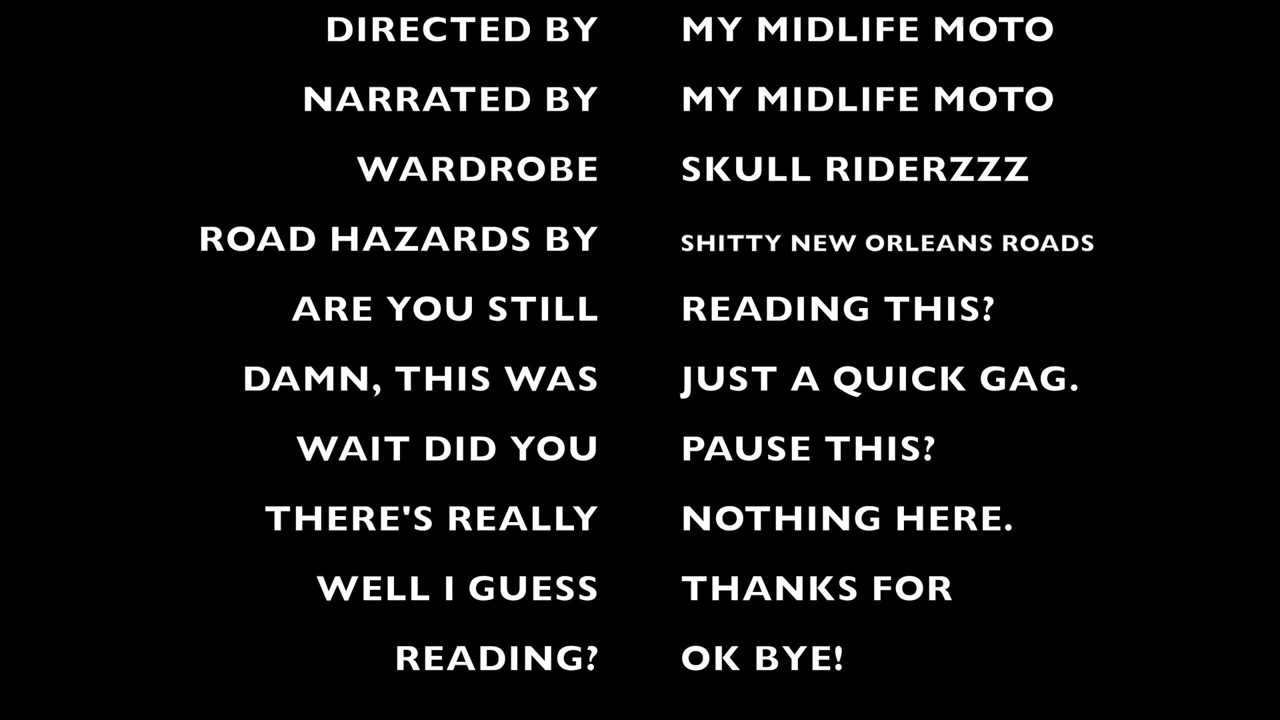 DIRECTED BY MY MIDLIFE MOTO
NARRATED BY MY MIDLIFE MOTO
WARDROBE SKULL RIDERZZZ
ROAD HAZARDS BY SHITTY NEW ORLEANS ROADS
ARE YOU STILL READING THIS?
DAMN, THIS WAS JUST A QUICK GAG.
WAIT DID YOU PAUSE THIS?
THERE'S REALLY NOTHING HERE.
WELL I GUESS THANKS FOR
READING? OK BYE!